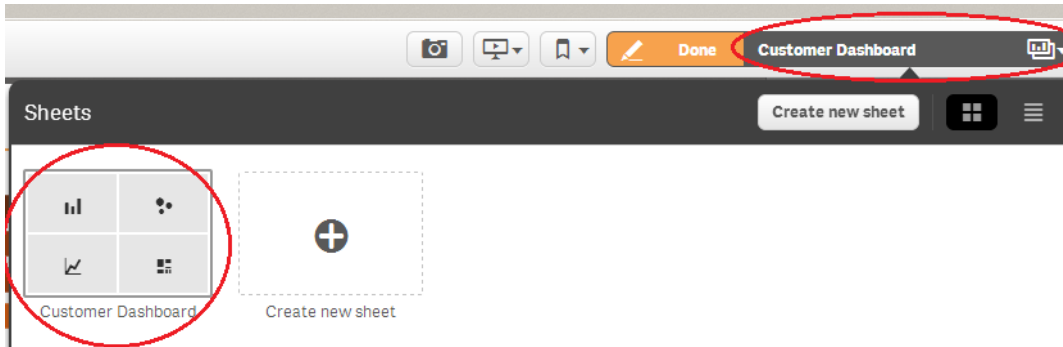 Done
Customer Dashboard
Sheets
Create new sheet
Customer Dashboard
Create new sheet